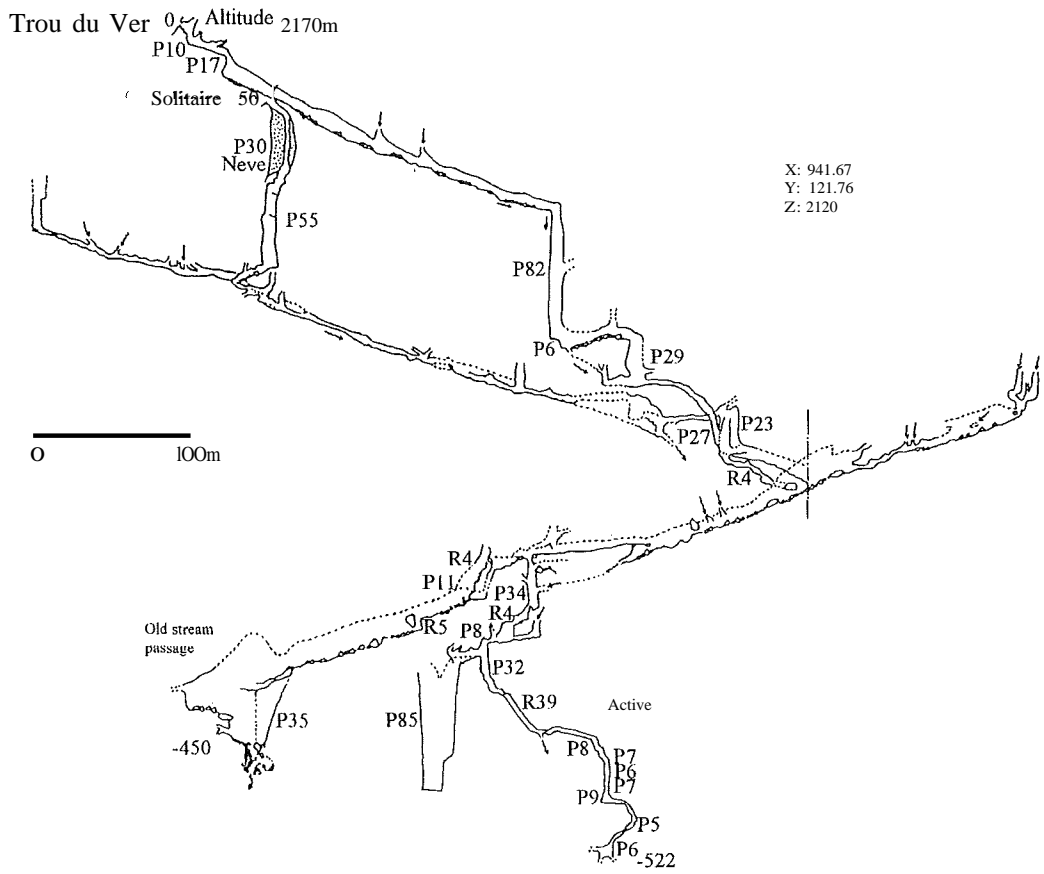 Trou du Ver 0 Altitude 2170m
P10
P17
Solitaire 50
P30
Neve
X: 941.67
Y: 121.76
Z: 2120
P55
P82
P6
P29
P27
P23
0 100m
R4
R4
P11
P34
R4
R5
P8
Old stream
passage
P32
R39
P35
P85
Active
-450
P8
P7
P6
P7
P9
P5
P6
-522